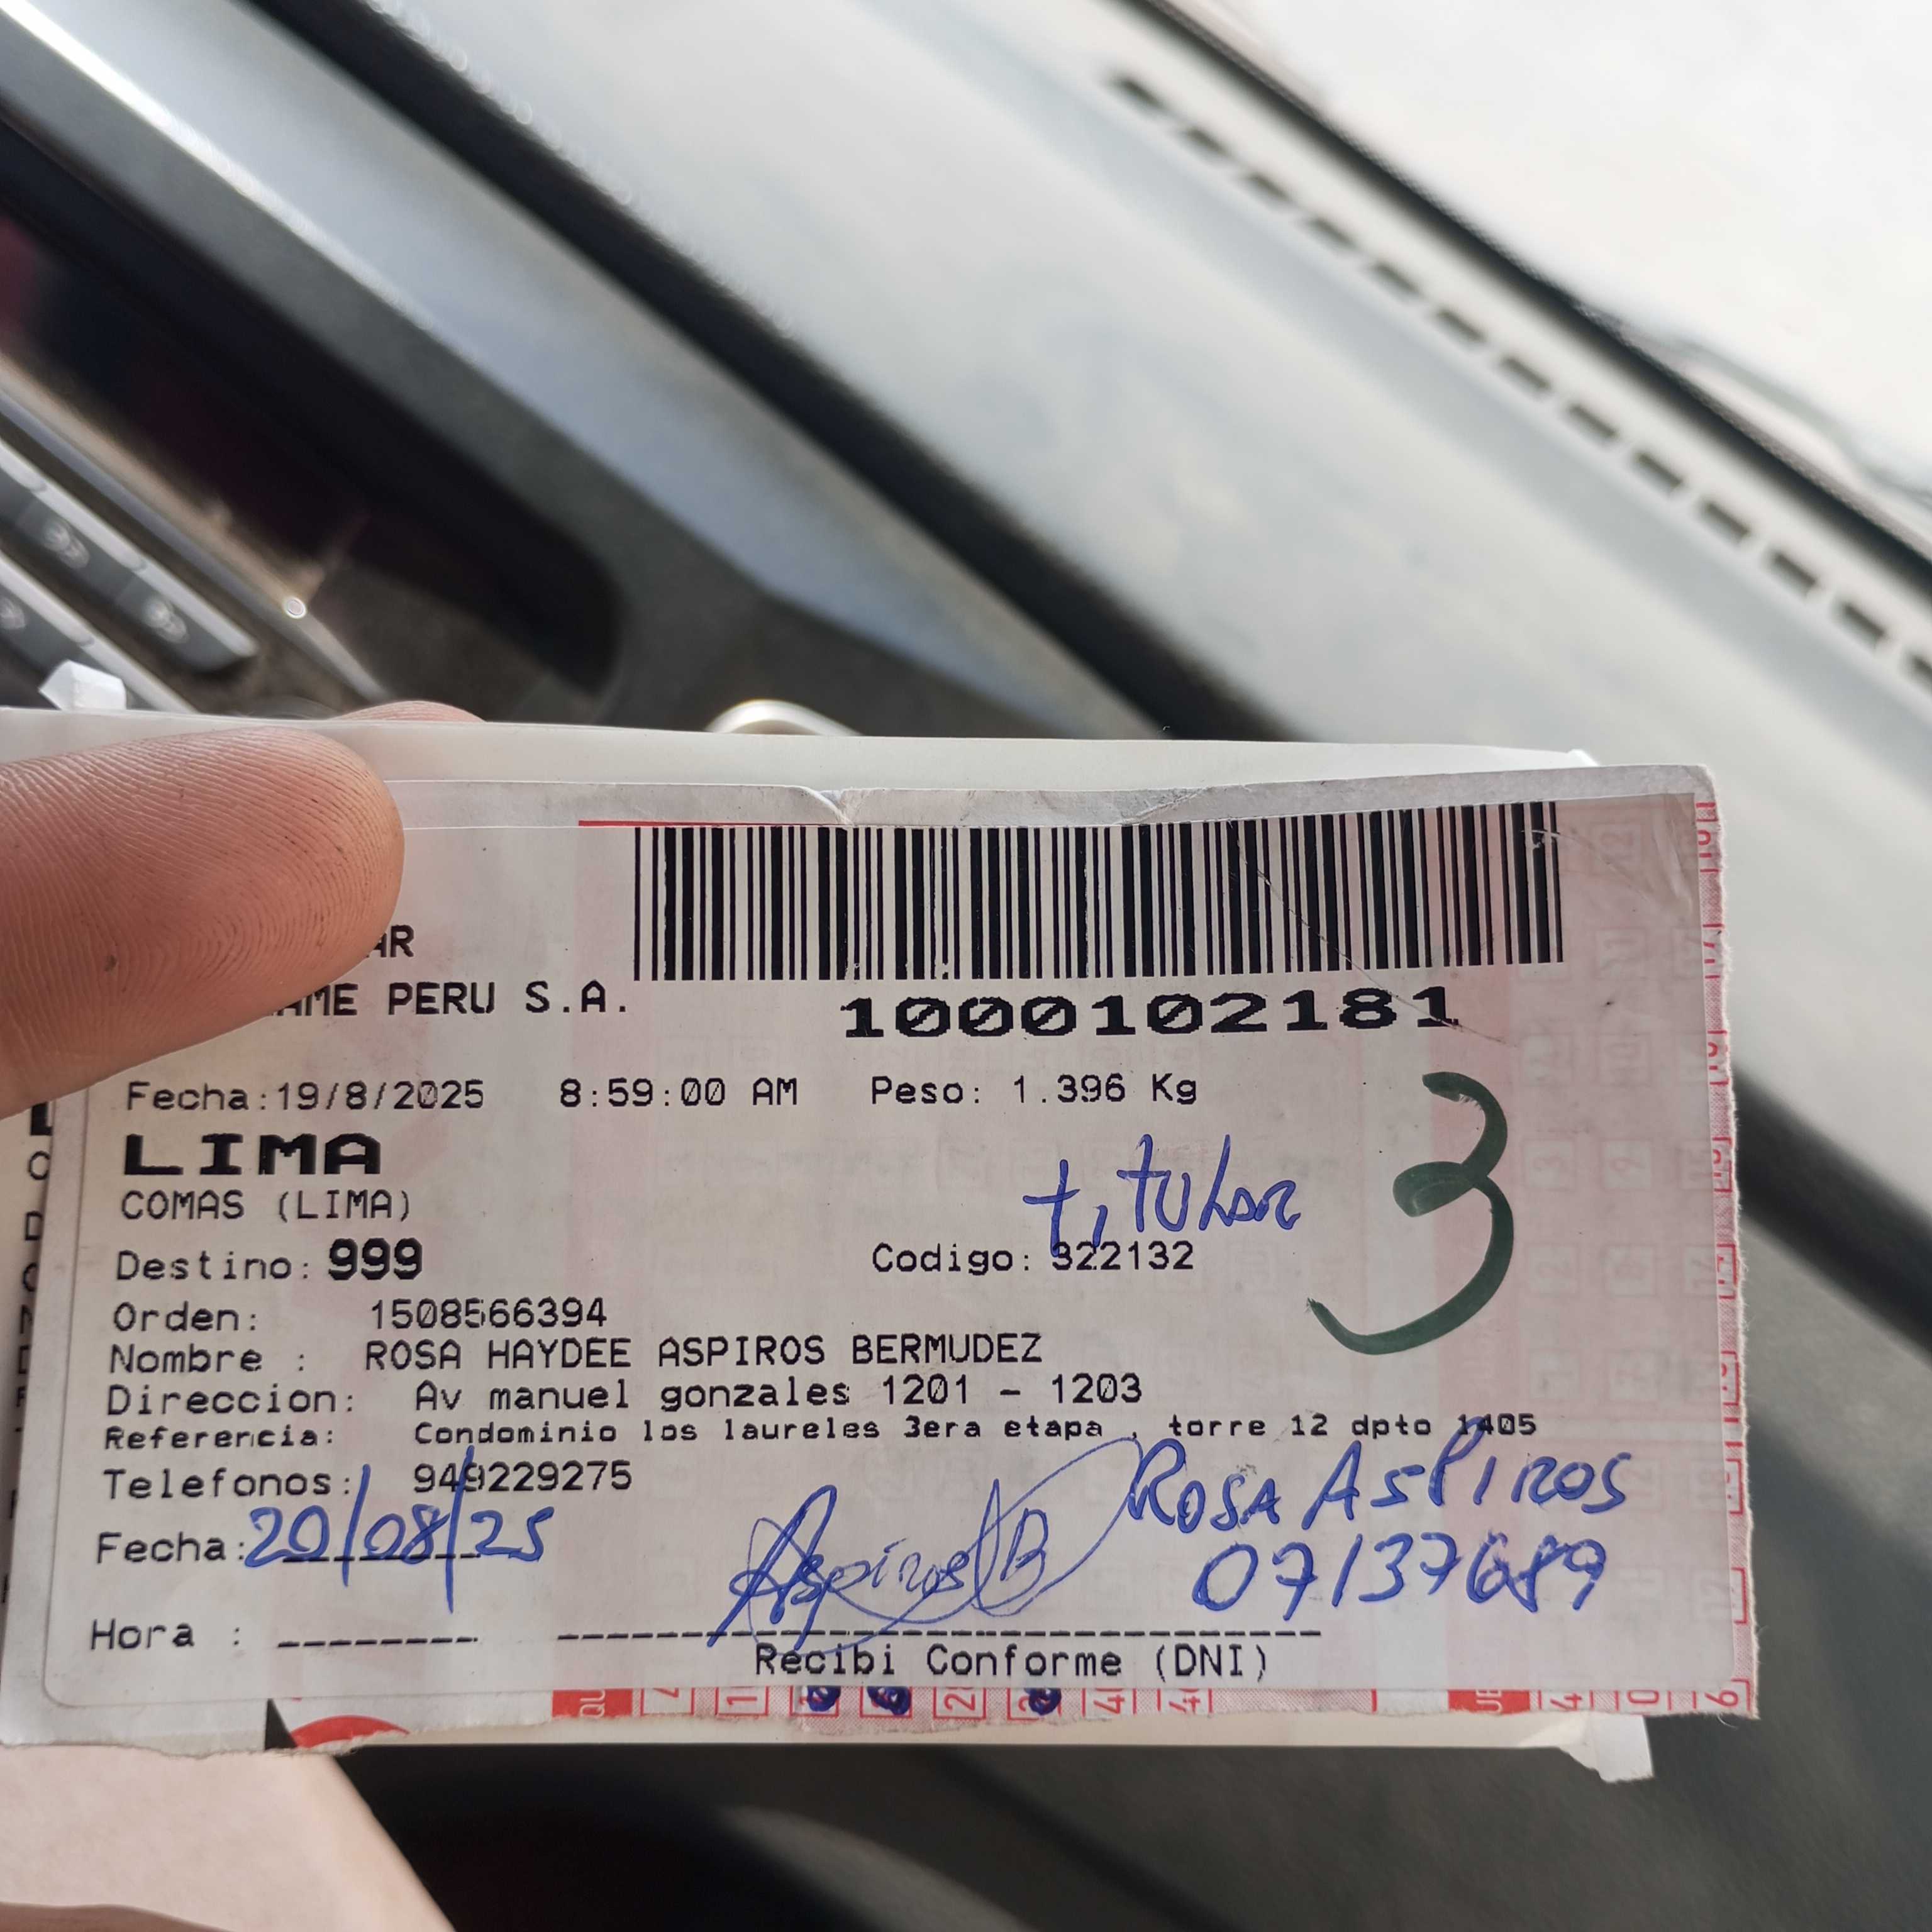 PERU S.A.
1000102181
Fecha:19/8/2025 8:59:00 AM Peso: 1.396 Kg
LIMA
COMAS (LIMA)
titular
3
Destino: 999 Codigo: 322132
Orden: 1508566394
Nombre : ROSA HAYDEE ASPIROS BERMUDEZ
Direccion: Av manuel gonzales 1201 - 1203
Referencia: Condominio los laureles 3era etapa , torre 12 dpto 1405
Telefonos: 949229275
ROSA ASPIROS
Fecha: 20/08/25
Aspiros B
07137689
Hora :
Recibi Conforme (DNI)